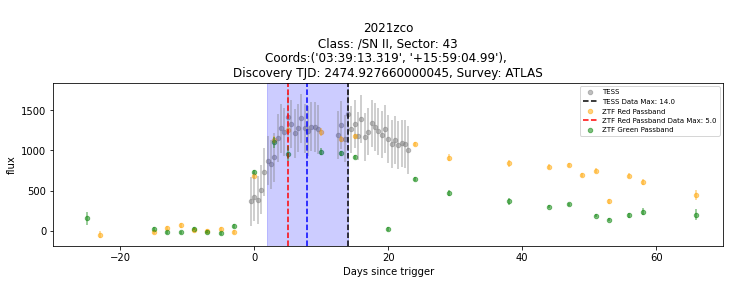 2021zco
Class: /SN II, Sector: 43
Coords:('03:39:13.319', '+15:59:04.99'),
Discovery TJD: 2474.927660000045, Survey: ATLAS
TESS
TESS Data Max: 14.0
ZTF Red Passband
ZTF Red Passband Data Max: 5.0
ZTF Green Passband
flux
1500
1000
500
0
−20
0
20
40
60
Days since trigger